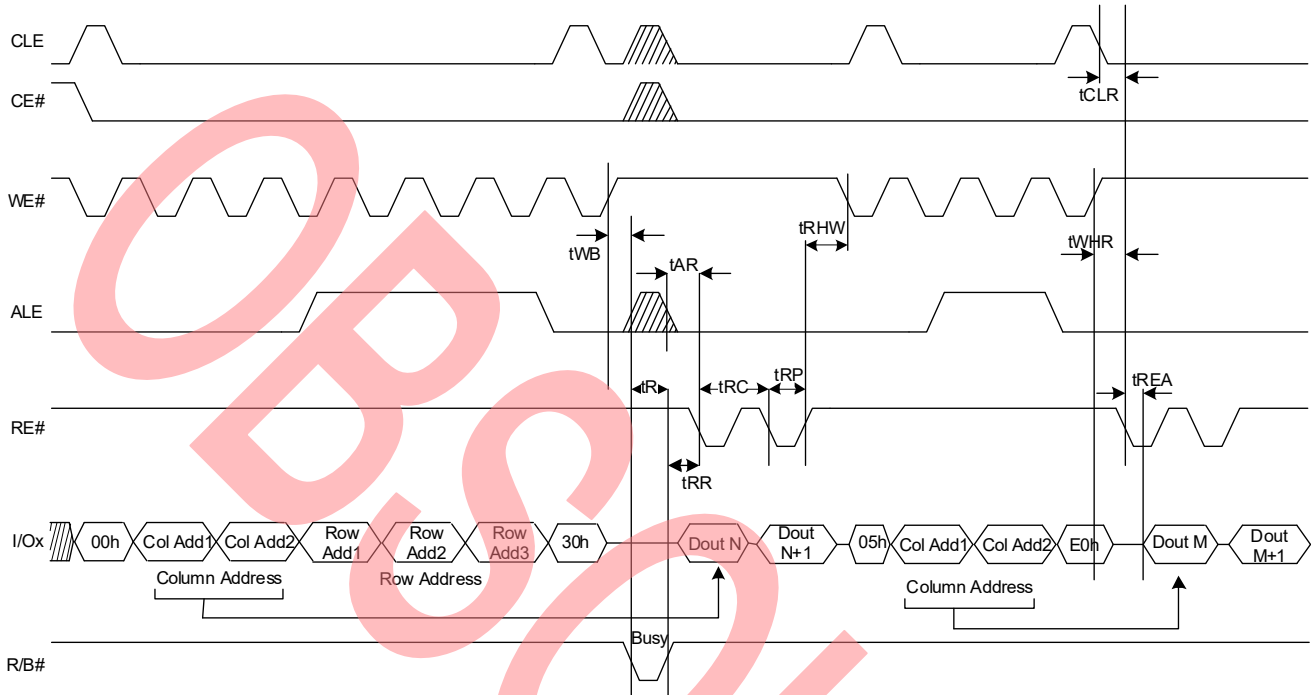 CLE
tCLR
CE#
WE#
tRHW
tWB
tWHR
tAR
ALE
tR
tRC
tRP
tREA
RE#
tRR
I/Ox
00h
Col Add1
Col Add2
Row
Add1
Row
Add2
Row
Add3
30h
Dout N
Dout
N+1
05h
Col Add1
Col Add2
E0h
Dout M
Dout
M+1
Column Address
Row Address
Column Address
Busy
R/B#
OBSO